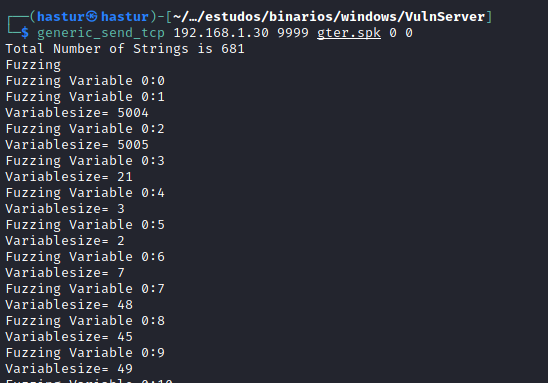 ┌──(hastur㉿hastur)-[~/…/estudos/binarios/windows/VulnServer]
└─$ generic_send_tcp 192.168.1.30 9999 gter.spk 0 0
Total Number of Strings is 681
Fuzzing
Fuzzing Variable 0:0
Fuzzing Variable 0:1
Variablesize= 5004
Fuzzing Variable 0:2
Variablesize= 5005
Fuzzing Variable 0:3
Variablesize= 21
Fuzzing Variable 0:4
Variablesize= 3
Fuzzing Variable 0:5
Variablesize= 2
Fuzzing Variable 0:6
Variablesize= 7
Fuzzing Variable 0:7
Variablesize= 48
Fuzzing Variable 0:8
Variablesize= 45
Fuzzing Variable 0:9
Variablesize= 49
Fuzzing Variable 0:10